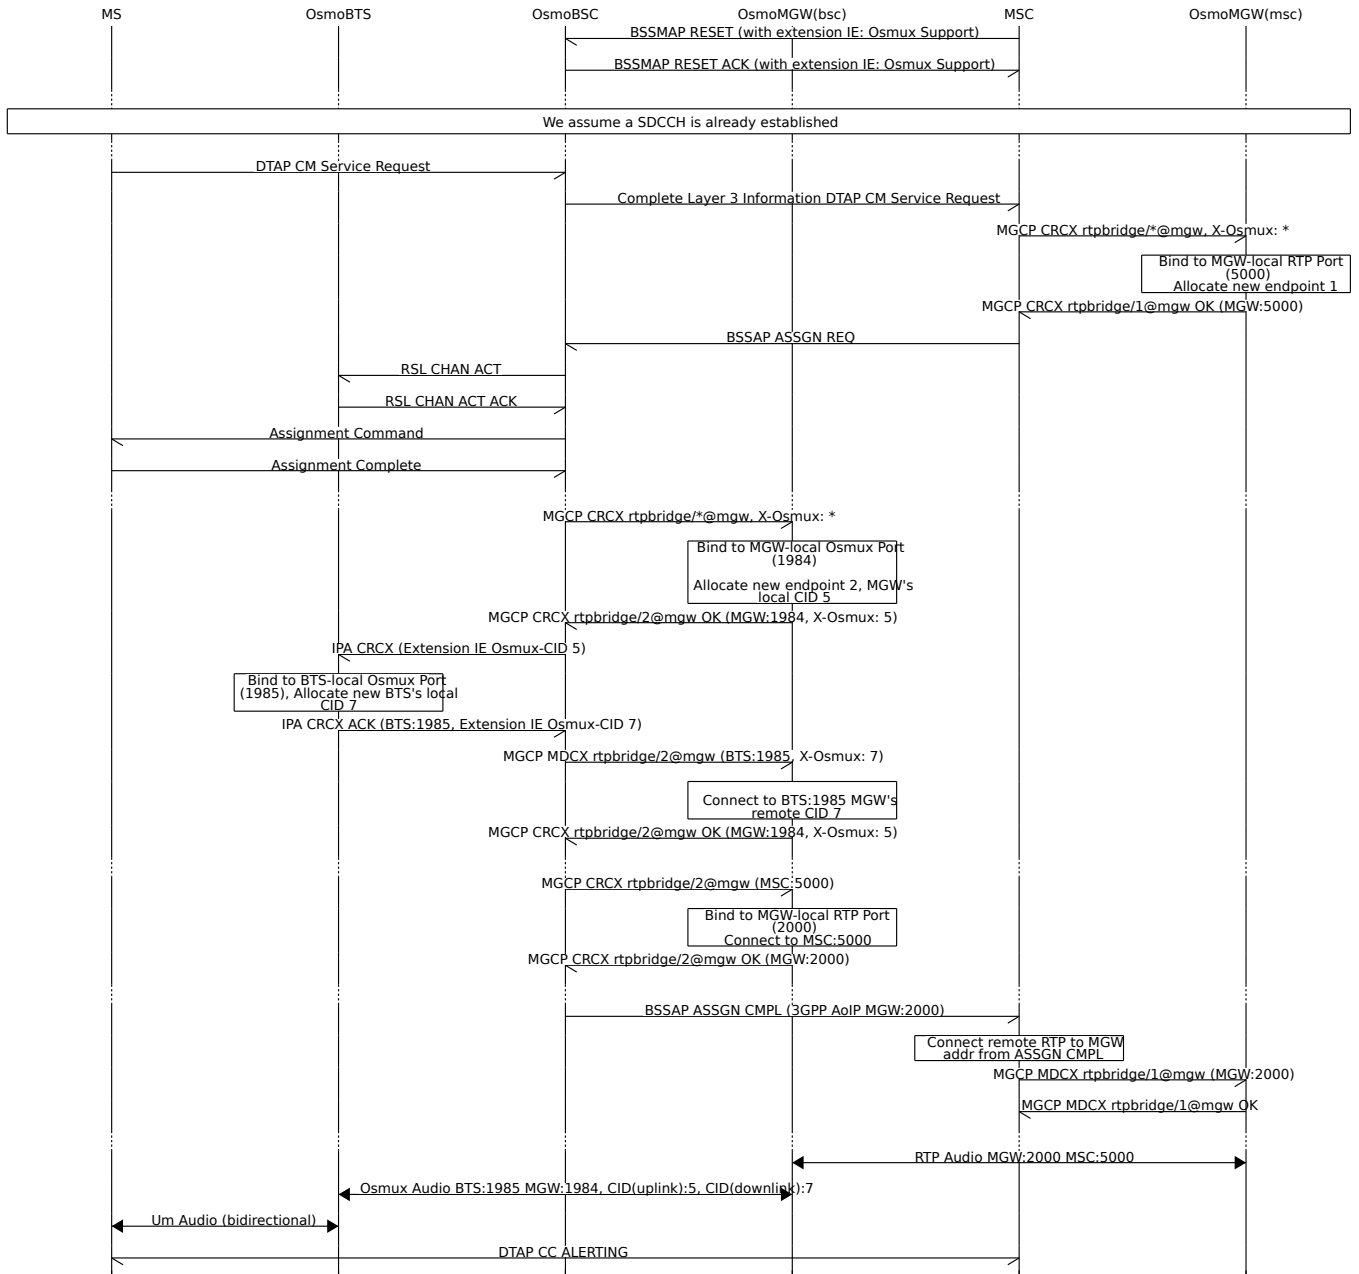 MS OsmoBTS OsmoBSC OsmoMGW(bsc) MSC OsmoMGW(msc)
BSSMAP RESET (with extension IE: Osmux Support)
BSSMAP RESET ACK (with extension IE: Osmux Support)
We assume a SDCCH is already established
DTAP CM Service Request
Complete Layer 3 Information DTAP CM Service Request
MGCP CRCX rtpbridge/*@mgw, X-Osmux: *
Bind to MGW-local RTP Port
(5000)
Allocate new endpoint 1
MGCP CRCX rtpbridge/1@mgw OK (MGW:5000)
BSSAP ASSGN REQ
RSL CHAN ACT
RSL CHAN ACT ACK
Assignment Command
Assignment Complete
MGCP CRCX rtpbridge/*@mgw, X-Osmux: *
Bind to MGW-local Osmux Port
(1984)
Allocate new endpoint 2, MGW's
local CID 5
MGCP CRCX rtpbridge/2@mgw OK (MGW:1984, X-Osmux: 5)
IPA CRCX (Extension IE Osmux-CID 5)
Bind to BTS-local Osmux Port
(1985), Allocate new BTS's local
CID 7
IPA CRCX ACK (BTS:1985, Extension IE Osmux-CID 7)
MGCP MDCX rtpbridge/2@mgw (BTS:1985, X-Osmux: 7)
Connect to BTS:1985 MGW's
remote CID 7
MGCP CRCX rtpbridge/2@mgw OK (MGW:1984, X-Osmux: 5)
MGCP CRCX rtpbridge/2@mgw (MSC:5000)
Bind to MGW-local RTP Port
(2000)
Connect to MSC:5000
MGCP CRCX rtpbridge/2@mgw OK (MGW:2000)
BSSAP ASSGN CMPL (3GPP AoIP MGW:2000)
Connect remote RTP to MGW
addr from ASSGN CMPL
MGCP MDCX rtpbridge/1@mgw (MGW:2000)
MGCP MDCX rtpbridge/1@mgw OK
RTP Audio MGW:2000 MSC:5000
Osmux Audio BTS:1985 MGW:1984, CID(uplink):5, CID(downlink):7
Um Audio (bidirectional)
DTAP CC ALERTING